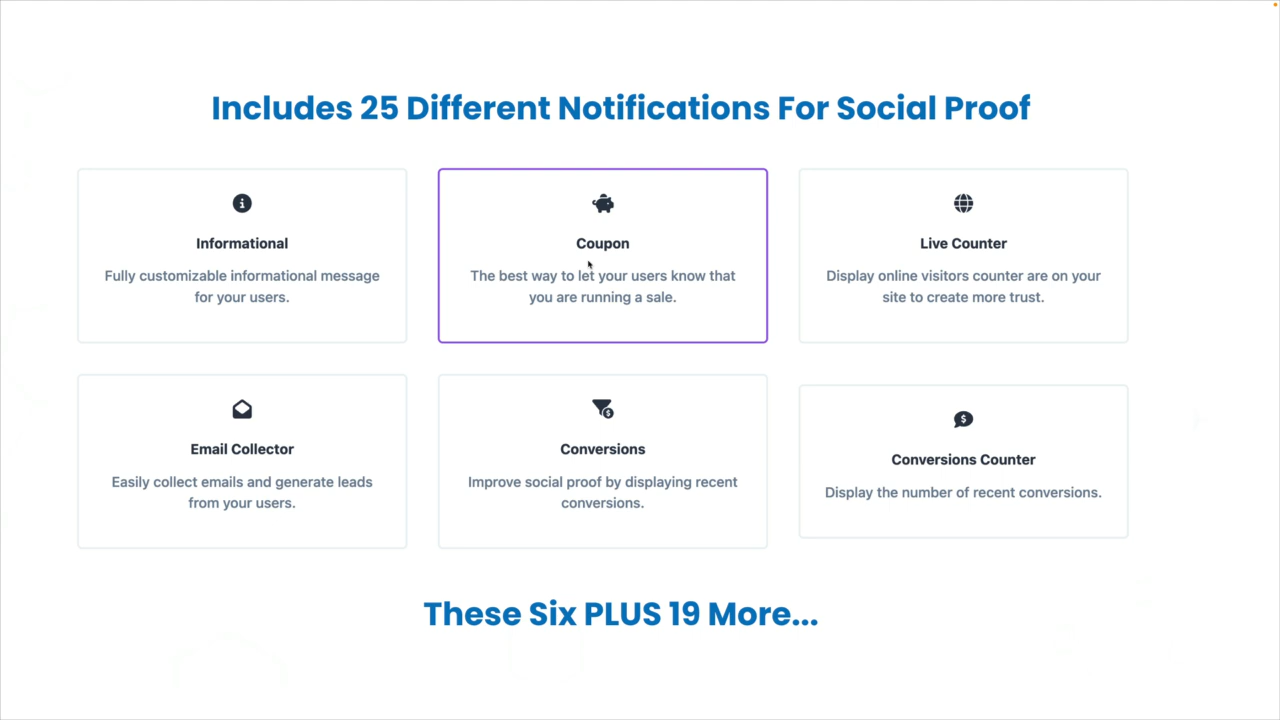 Includes 25 Different Notifications For Social Proof
Informational
Fully customizable informational message
for your users.
Coupon
The best way to let your users know that
you are running a sale.
Live Counter
Display online visitors counter are on your
site to create more trust.
Email Collector
Easily collect emails and generate leads
from your users.
Conversions
Improve social proof by displaying recent
conversions.
Conversions Counter
Display the number of recent conversions.
These Six PLUS 19 More...